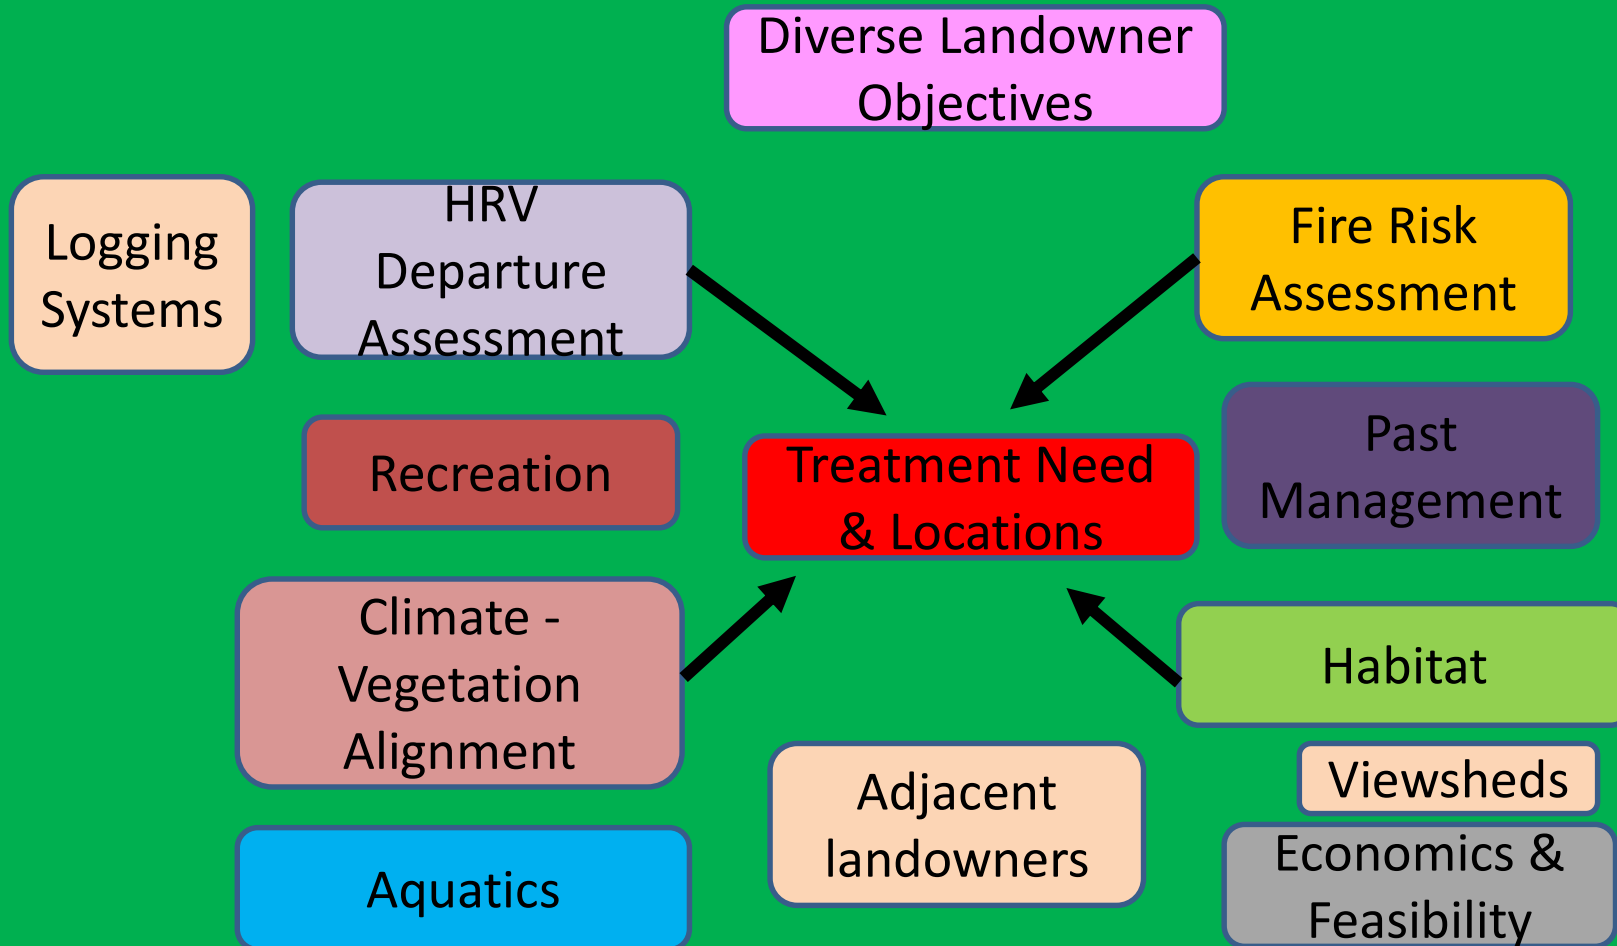 Diverse Landowner
Objectives
Logging
Systems
HRV
Departure
Assessment
Fire Risk
Assessment
Recreation
Treatment Need
& Locations
Past
Management
Climate -
Vegetation
Alignment
Habitat
Adjacent
landowners
Viewsheds
Aquatics
Economics &
Feasibility